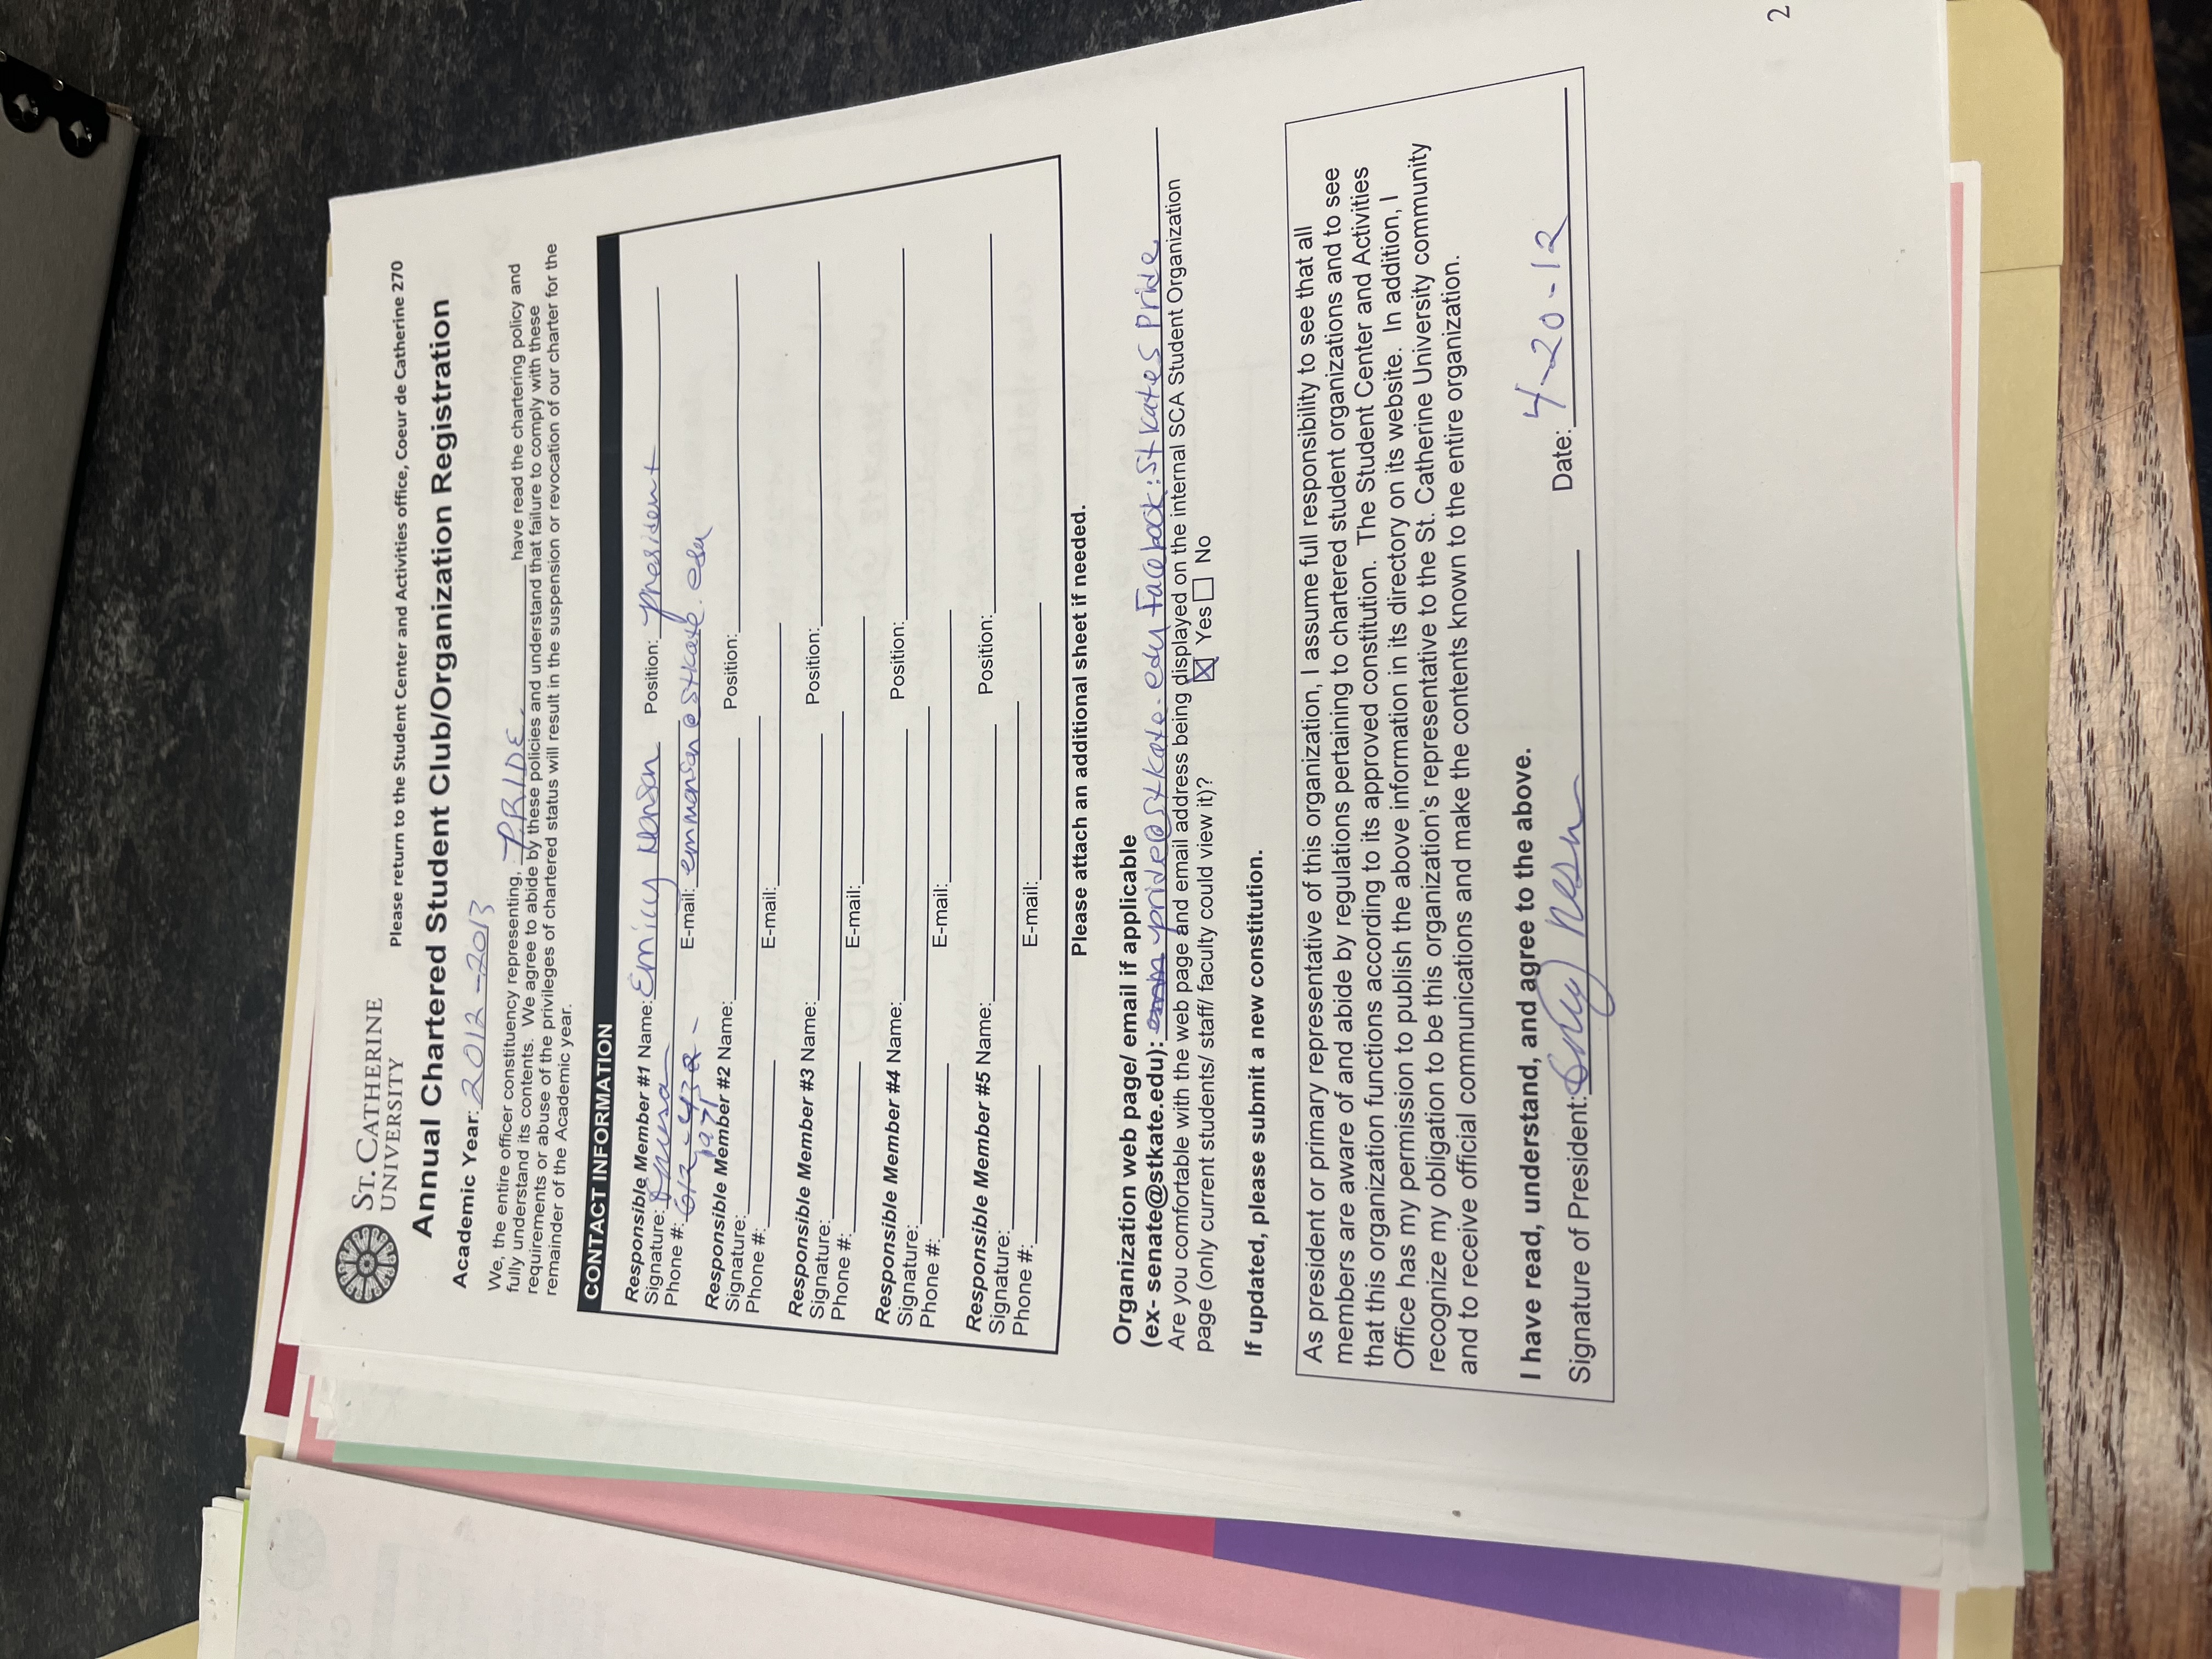 ST. CATHERINE
UNIVERSITY
Please return to the Student Center and Activities office, Coeur de Catherine 270
Annual Chartered Student Club/Organization Registration
Academic Year: 2012-2013
We, the entire officer constituency representing, PRIDE have read the chartering policy and
fully understand its contents. We agree to abide by these policies and understand that failure to comply with these
requirements or abuse of the privileges of chartered status will result in the suspension or revocation of our charter for the
remainder of the Academic year.
CONTACT INFORMATION
Responsible Member #1 Name: Position: president
Signature:
Phone #: 612-432- E-mail: emmonson@stkate.edu
1971
Responsible Member #2 Name: Position:
Signature:
Phone #: E-mail:
Responsible Member #3 Name: Position:
Signature:
Phone #: E-mail:
Responsible Member #4 Name: Position:
Signature:
Phone #: E-mail:
Responsible Member #5 Name: Position:
Signature:
Phone #: E-mail:
Please attach an additional sheet if needed.
Organization web page/ email if applicable
(ex- senate@stkate.edu): pride@stkate.edu Facebook: St Kates Pride
Are you comfortable with the web page and email address being displayed on the internal SCA Student Organization
page (only current students/ staff/ faculty could view it)? Yes No
If updated, please submit a new constitution.
As president or primary representative of this organization, I assume full responsibility to see that all
members are aware of and abide by regulations pertaining to chartered student organizations and to see
that this organization functions according to its approved constitution. The Student Center and Activities
Office has my permission to publish the above information in its directory on its website. In addition, I
recognize my obligation to be this organization's representative to the St. Catherine University community
and to receive official communications and make the contents known to the entire organization.
I have read, understand, and agree to the above.
Signature of President: Date: 4-20-12
2